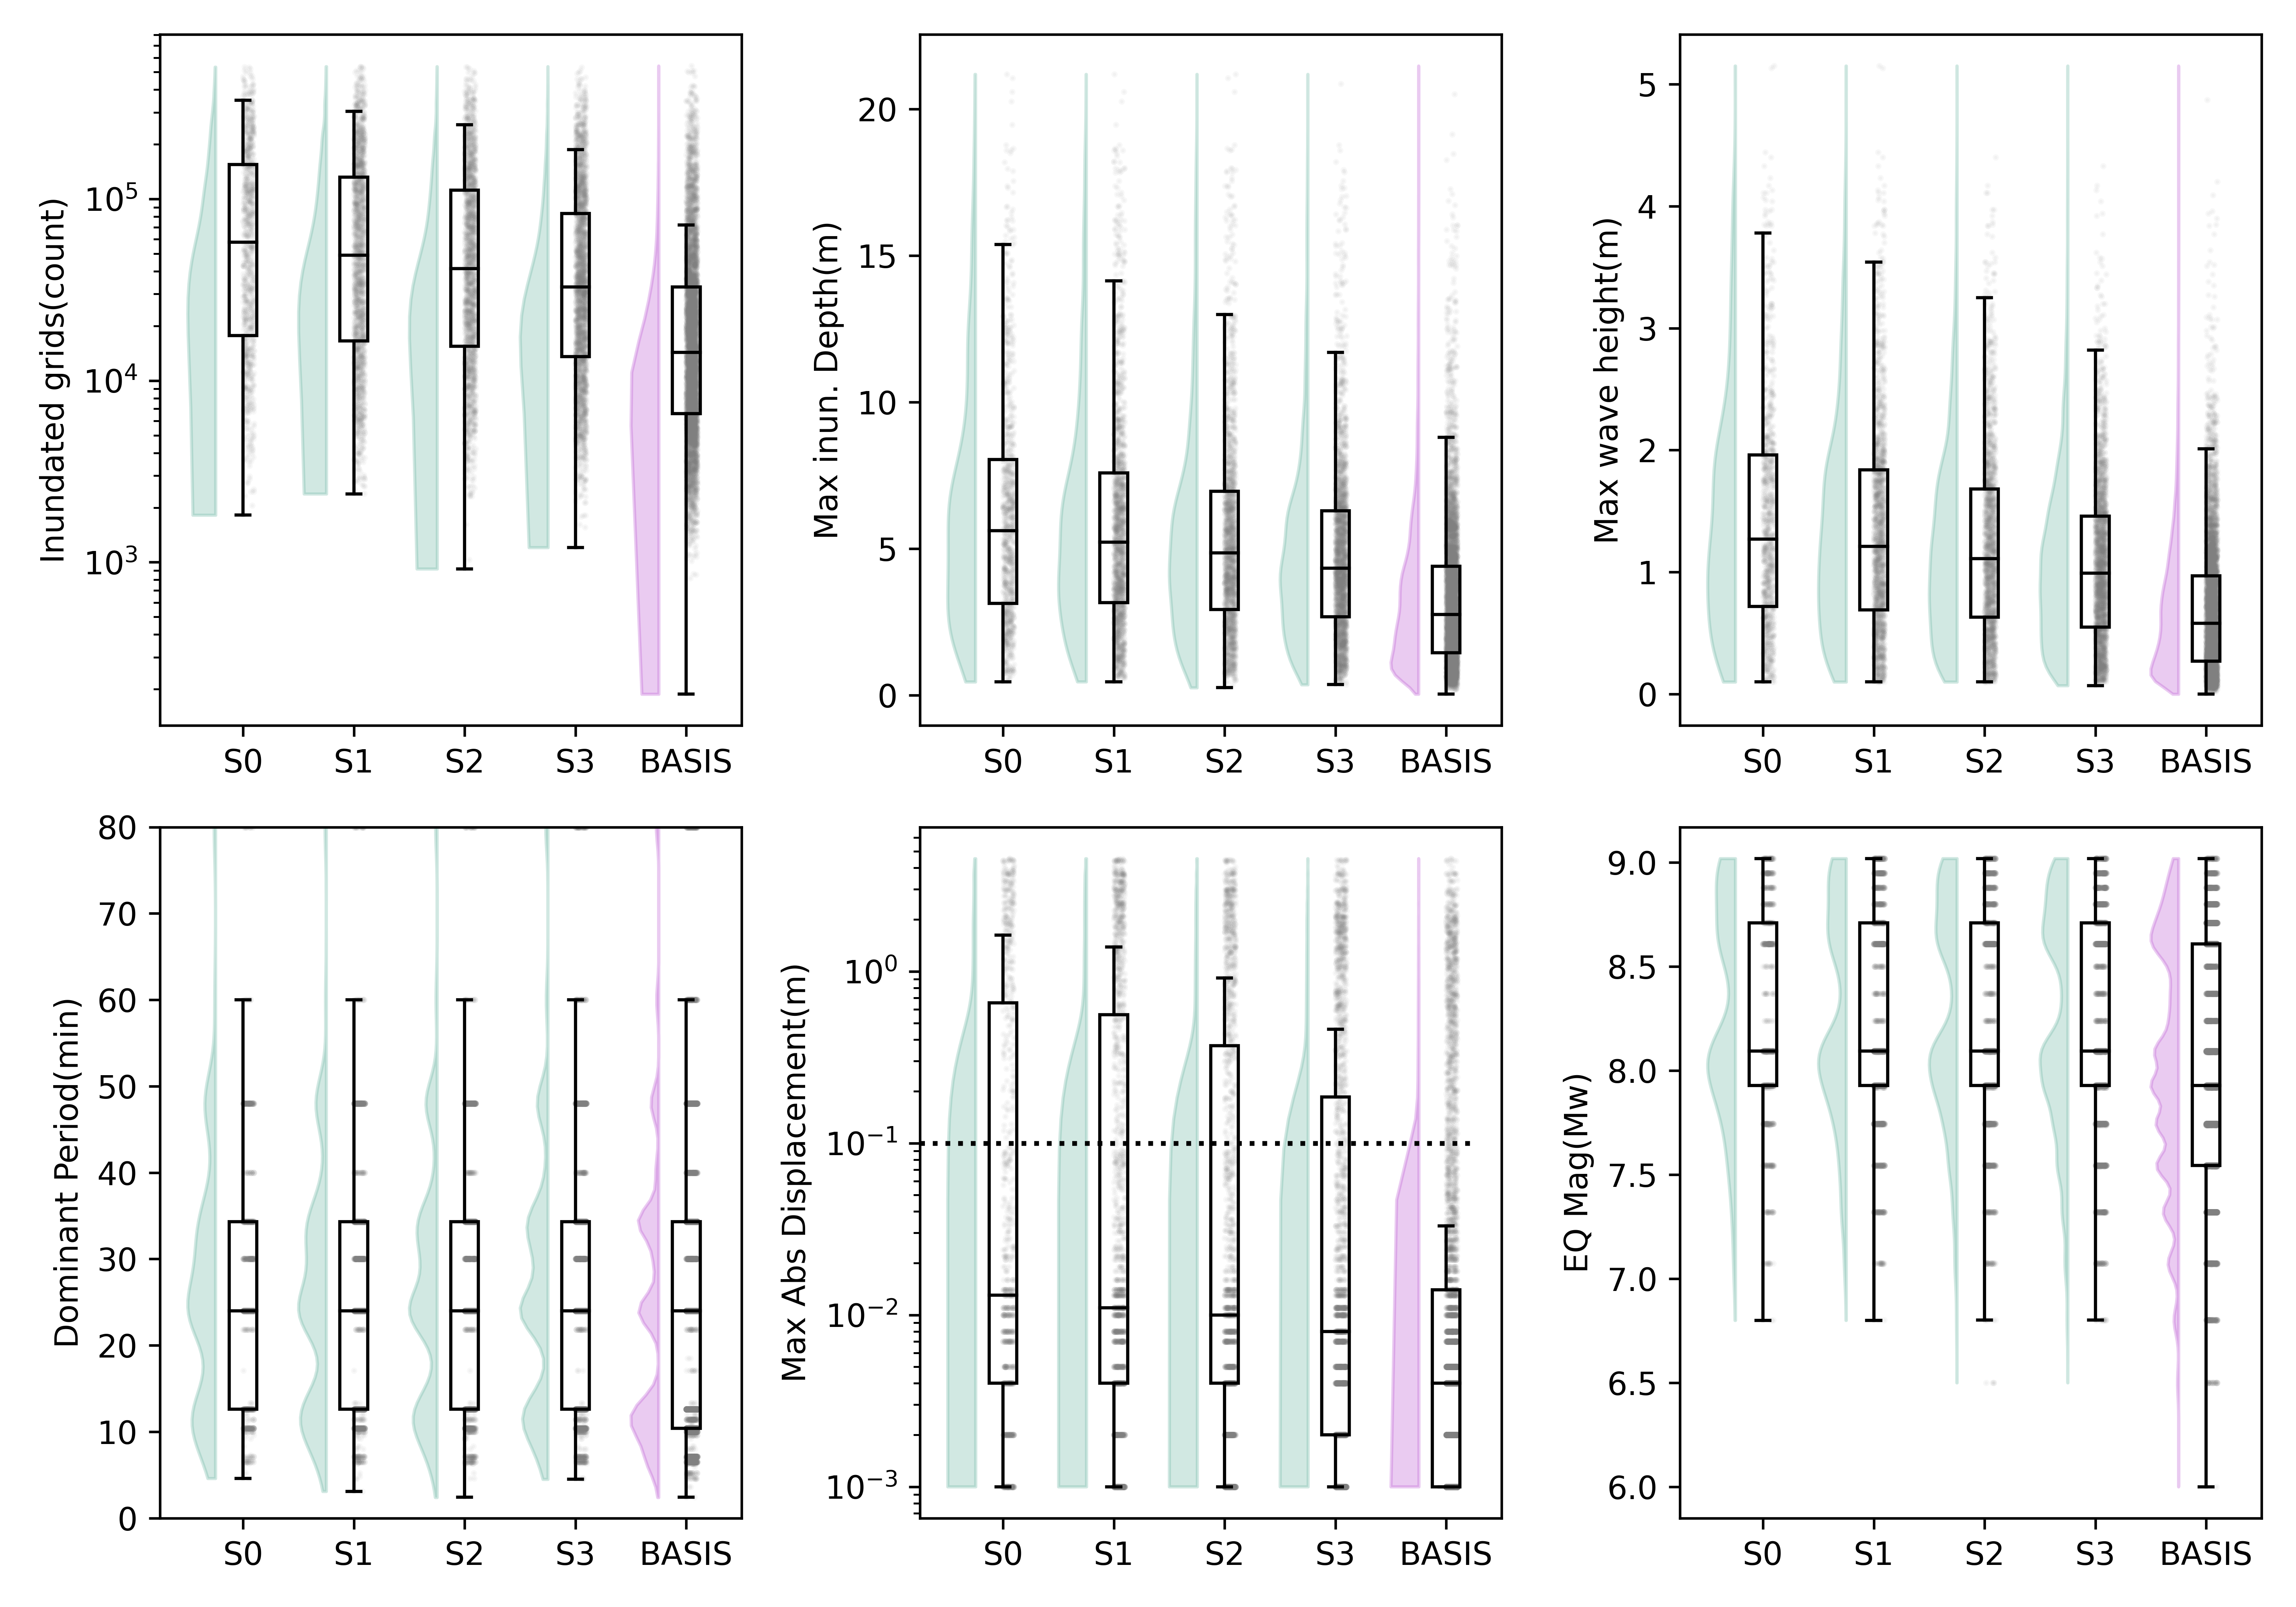 Inundated grids(count)
10^5
10^4
10^3
S0 S1 S2 S3 BASIS
Max inun. Depth(m)
20
15
10
5
0
S0 S1 S2 S3 BASIS
Max wave height(m)
5
4
3
2
1
0
S0 S1 S2 S3 BASIS
Dominant Period(min)
80
70
60
50
40
30
20
10
0
S0 S1 S2 S3 BASIS
Max Abs Displacement(m)
10^0
10^−1
10^−2
10^−3
S0 S1 S2 S3 BASIS
EQ Mag(Mw)
9.0
8.5
8.0
7.5
7.0
6.5
6.0
S0 S1 S2 S3 BASIS